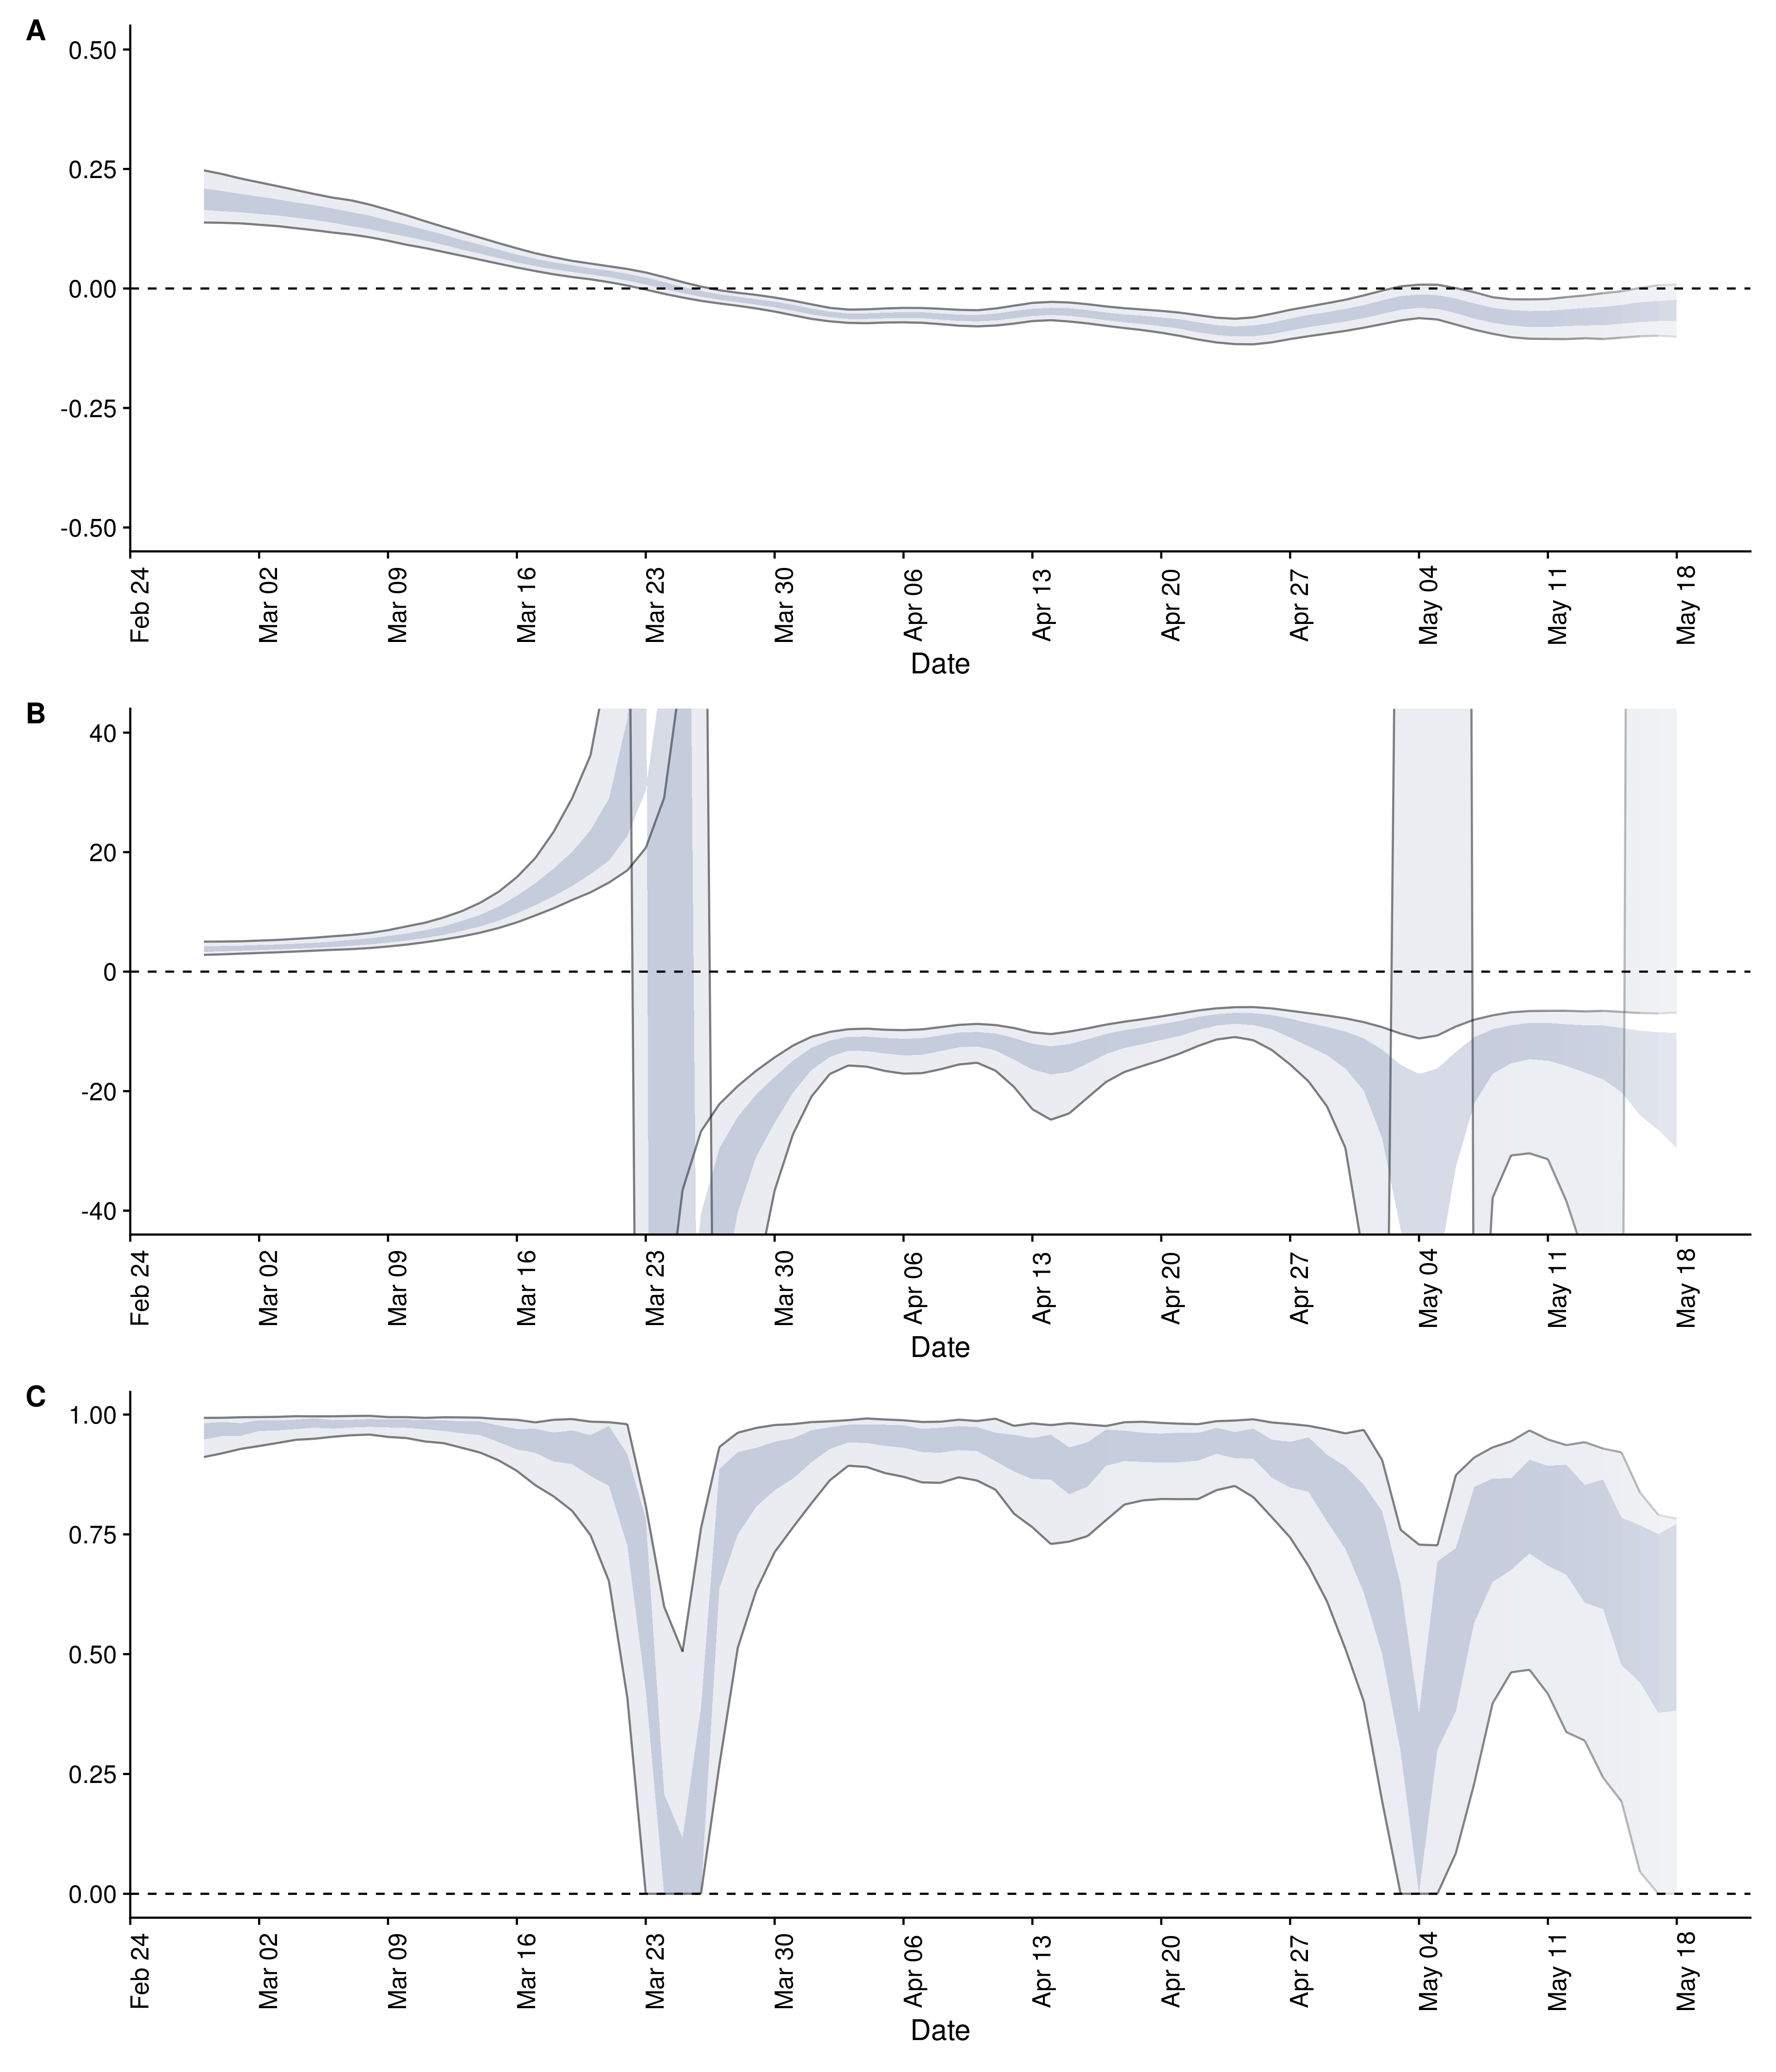 A
0.50
0.25
0.00
-0.25
-0.50
Feb 24
Mar 02
Mar 09
Mar 16
Mar 23
Mar 30
Apr 06
Apr 13
Apr 20
Apr 27
May 04
May 11
May 18
Date
B
40
20
0
-20
-40
Feb 24
Mar 02
Mar 09
Mar 16
Mar 23
Mar 30
Apr 06
Apr 13
Apr 20
Apr 27
May 04
May 11
May 18
Date
C
1.00
0.75
0.50
0.25
0.00
Feb 24
Mar 02
Mar 09
Mar 16
Mar 23
Mar 30
Apr 06
Apr 13
Apr 20
Apr 27
May 04
May 11
May 18
Date